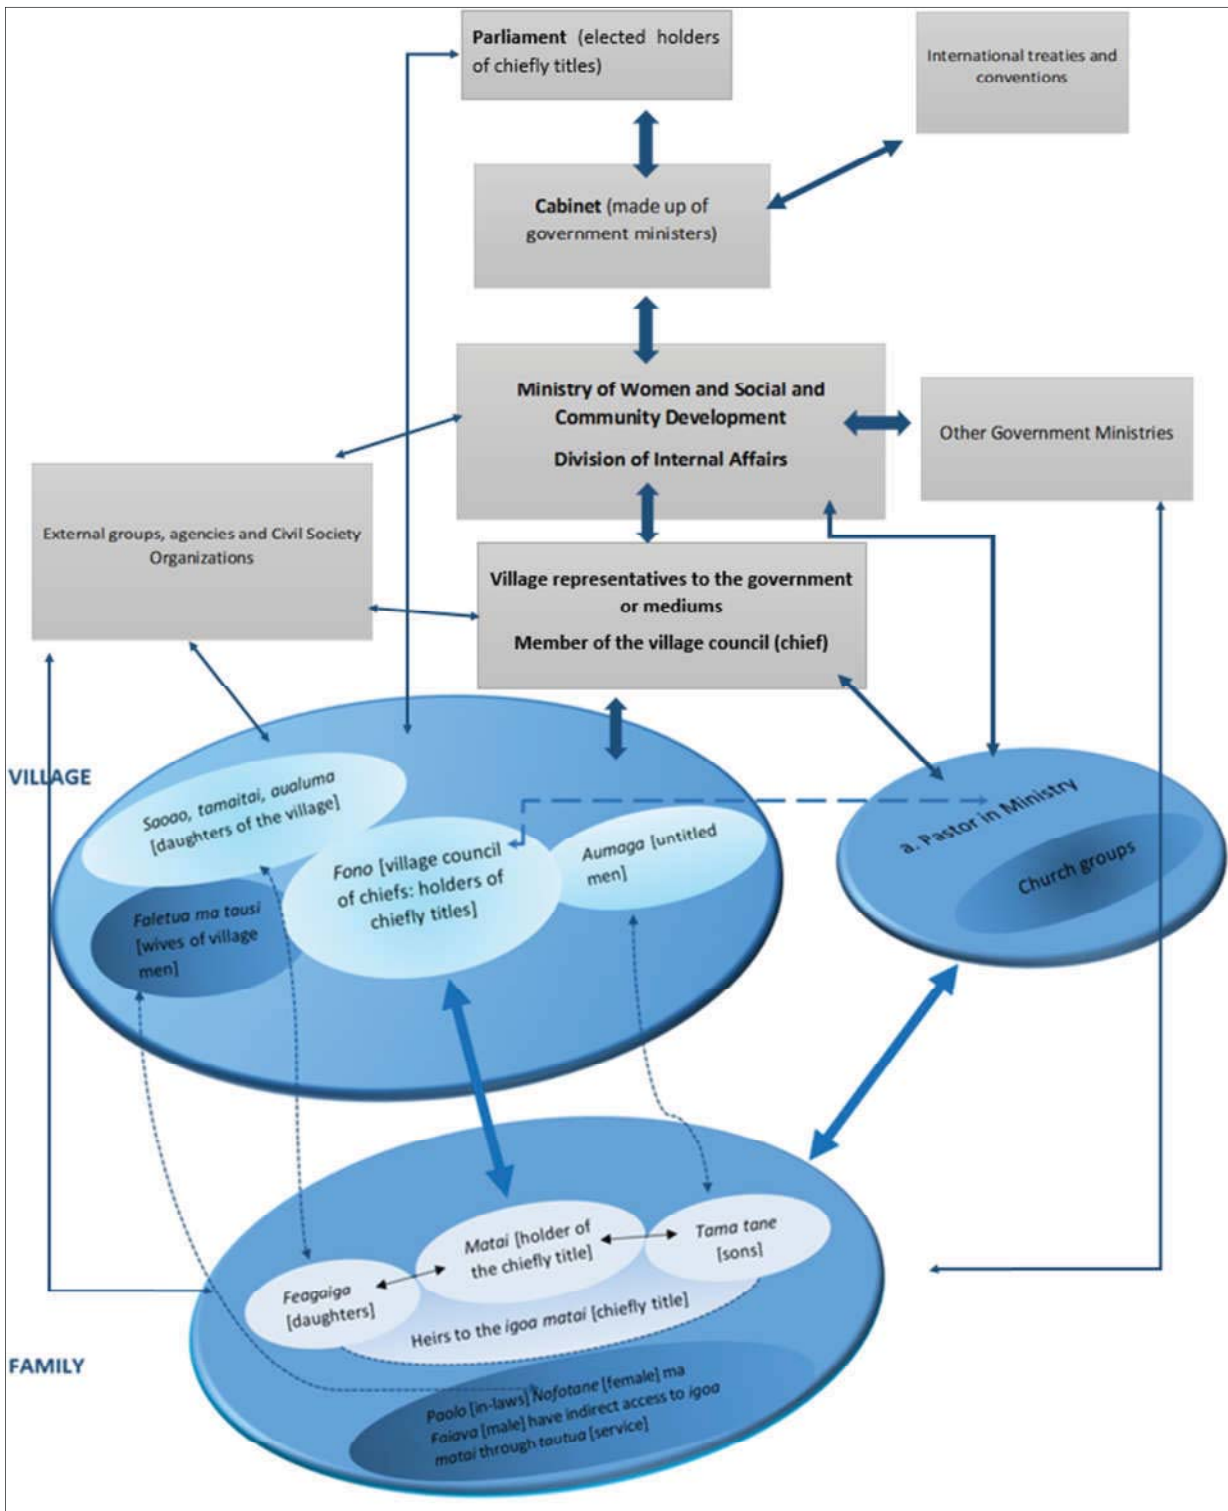 Parliament (elected holders
of chiefly titles)
International treaties and
conventions
Cabinet (made up of
government ministers)
Ministry of Women and Social and
Community Development
Division of Internal Affairs
Other Government Ministries
External groups, agencies and Civil Society
Organizations
Village representatives to the government
or mediums
Member of the village council (chief)
VILLAGE
Saoao, tamaitai, aualuma
[daughters of the village]
Fono [village council
of chiefs: holders of
chiefly titles]
Aumaga [untitled
men]
Faletua ma tausi
[wives of village
men]
a. Pastor in Ministry
Church groups
Matai [holder of
the chiefly title]
Tama tane
[sons]
Feagaiga
[daughters]
Heirs to the igoa matai [chiefly title]
FAMILY
Paolo [in-laws] Nofotane [female] ma
Faiava [male] have indirect access to igoa
matai through tautua [service]